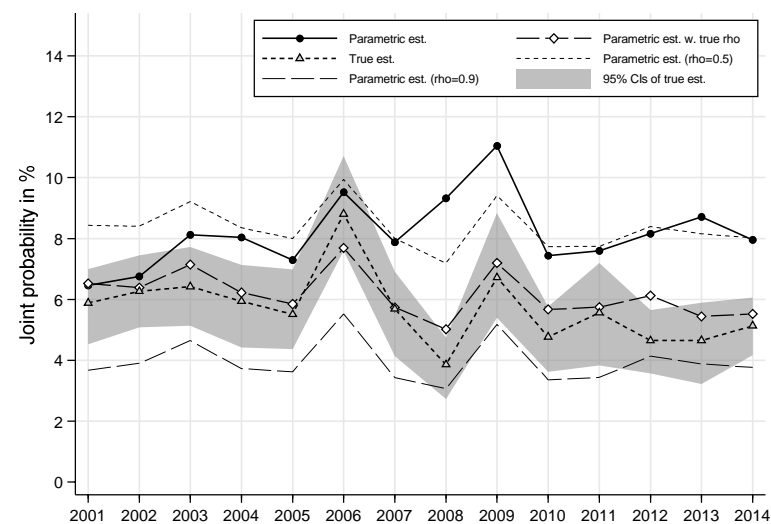 Parametric est.
Parametric est. w. true rho
True est.
Parametric est. (rho=0.5)
Parametric est. (rho=0.9)
95% CIs of true est.
Joint probability in %
14
12
10
8
6
4
2
0
2001 2002 2003 2004 2005 2006 2007 2008 2009 2010 2011 2012 2013 2014